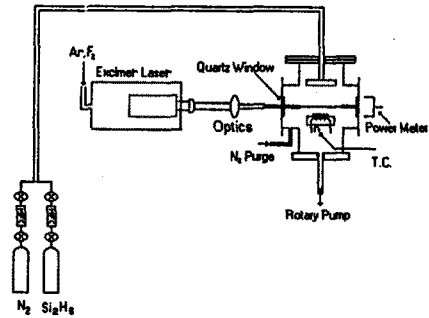 Ar,F₂
Excimer Laser
Quartz Window
Optics
Power Meter
N₂ Purge
T.C.
Rotary Pump
N₂
Si₂H₆